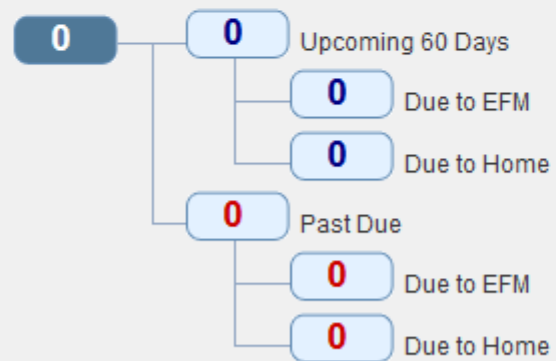 0 0 Upcoming 60 Days
0 Due to EFM
0 Due to Home
0 Past Due
0 Due to EFM
0 Due to Home